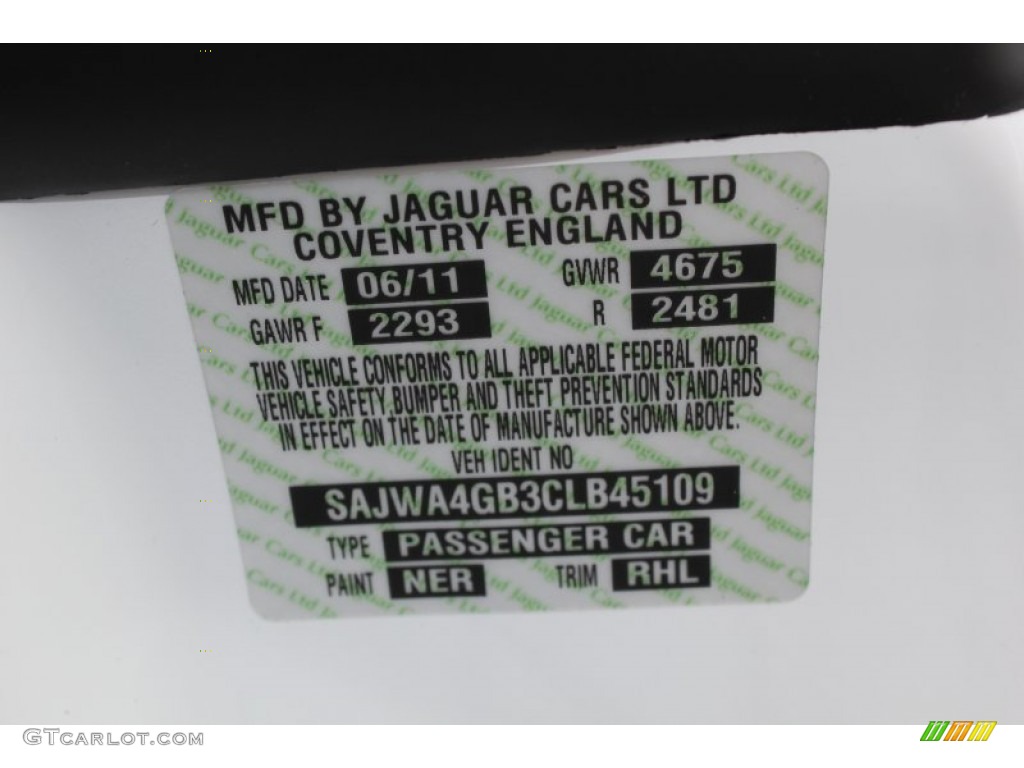 MFD BY JAGUAR CARS LTD
COVENTRY ENGLAND
MFD DATE 06/11 GVWR 4675
GAWR F 2293 R 2481
THIS VEHICLE CONFORMS TO ALL APPLICABLE FEDERAL MOTOR
VEHICLE SAFETY, BUMPER AND THEFT PREVENTION STANDARDS
IN EFFECT ON THE DATE OF MANUFACTURE SHOWN ABOVE.
VEH IDENT NO
SAJWA4GB3CLB45109
TYPE PASSENGER CAR
PAINT NER TRIM RHL
GTCARLOT.COM